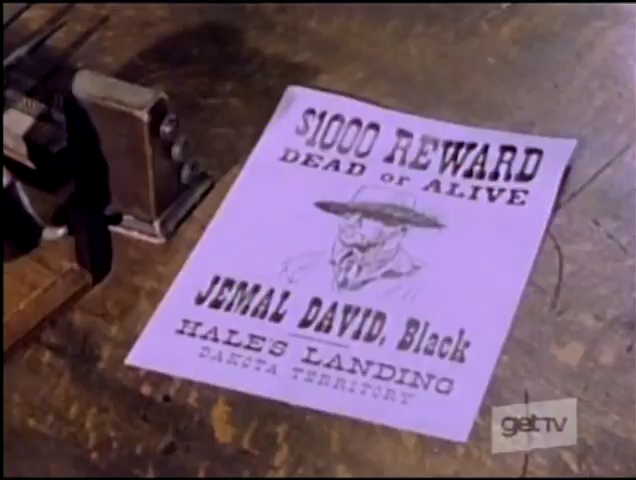 $1000 REWARD
DEAD or ALIVE
JEMAL DAVID, Black
HALE'S LANDING
DAKOTA TERRITORY
getTV